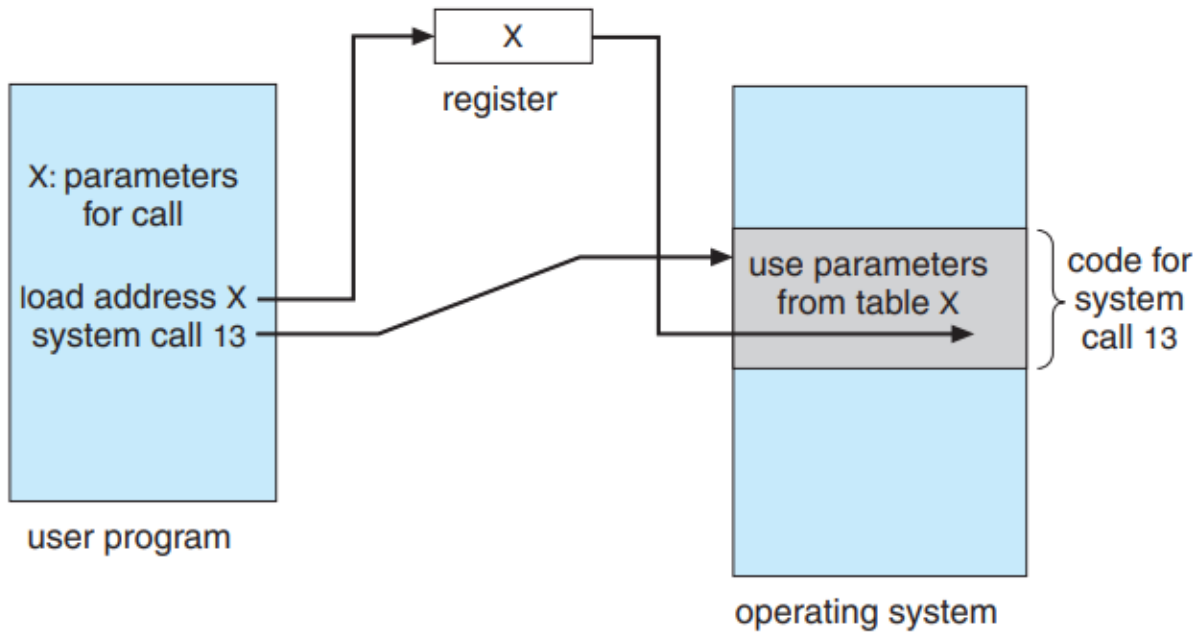 X
register
X: parameters
for call
load address X
system call 13
user program
use parameters
from table X
code for
system
call 13
operating system